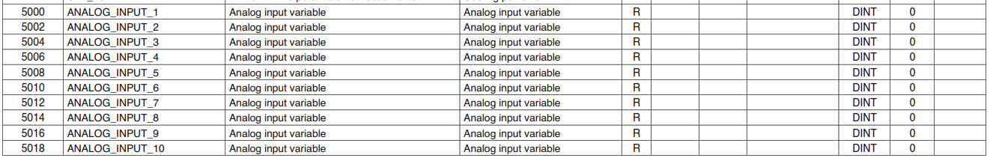 5000 ANALOG_INPUT_1 Analog input variable Analog input variable R DINT 0
5002 ANALOG_INPUT_2 Analog input variable Analog input variable R DINT 0
5004 ANALOG_INPUT_3 Analog input variable Analog input variable R DINT 0
5006 ANALOG_INPUT_4 Analog input variable Analog input variable R DINT 0
5008 ANALOG_INPUT_5 Analog input variable Analog input variable R DINT 0
5010 ANALOG_INPUT_6 Analog input variable Analog input variable R DINT 0
5012 ANALOG_INPUT_7 Analog input variable Analog input variable R DINT 0
5014 ANALOG_INPUT_8 Analog input variable Analog input variable R DINT 0
5016 ANALOG_INPUT_9 Analog input variable Analog input variable R DINT 0
5018 ANALOG_INPUT_10 Analog input variable Analog input variable R DINT 0